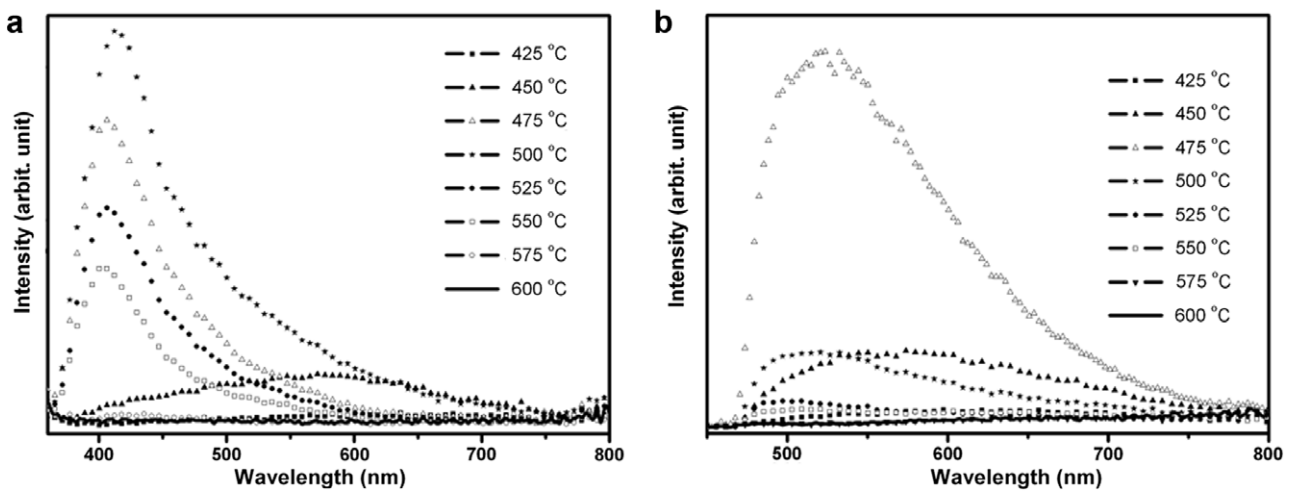 a
Intensity (arbit. unit)
425 °C
450 °C
475 °C
500 °C
525 °C
550 °C
575 °C
600 °C
400 500 600 700 800
Wavelength (nm)
b
Intensity (arbit. unit)
425 °C
450 °C
475 °C
500 °C
525 °C
550 °C
575 °C
600 °C
500 600 700 800
Wavelength (nm)